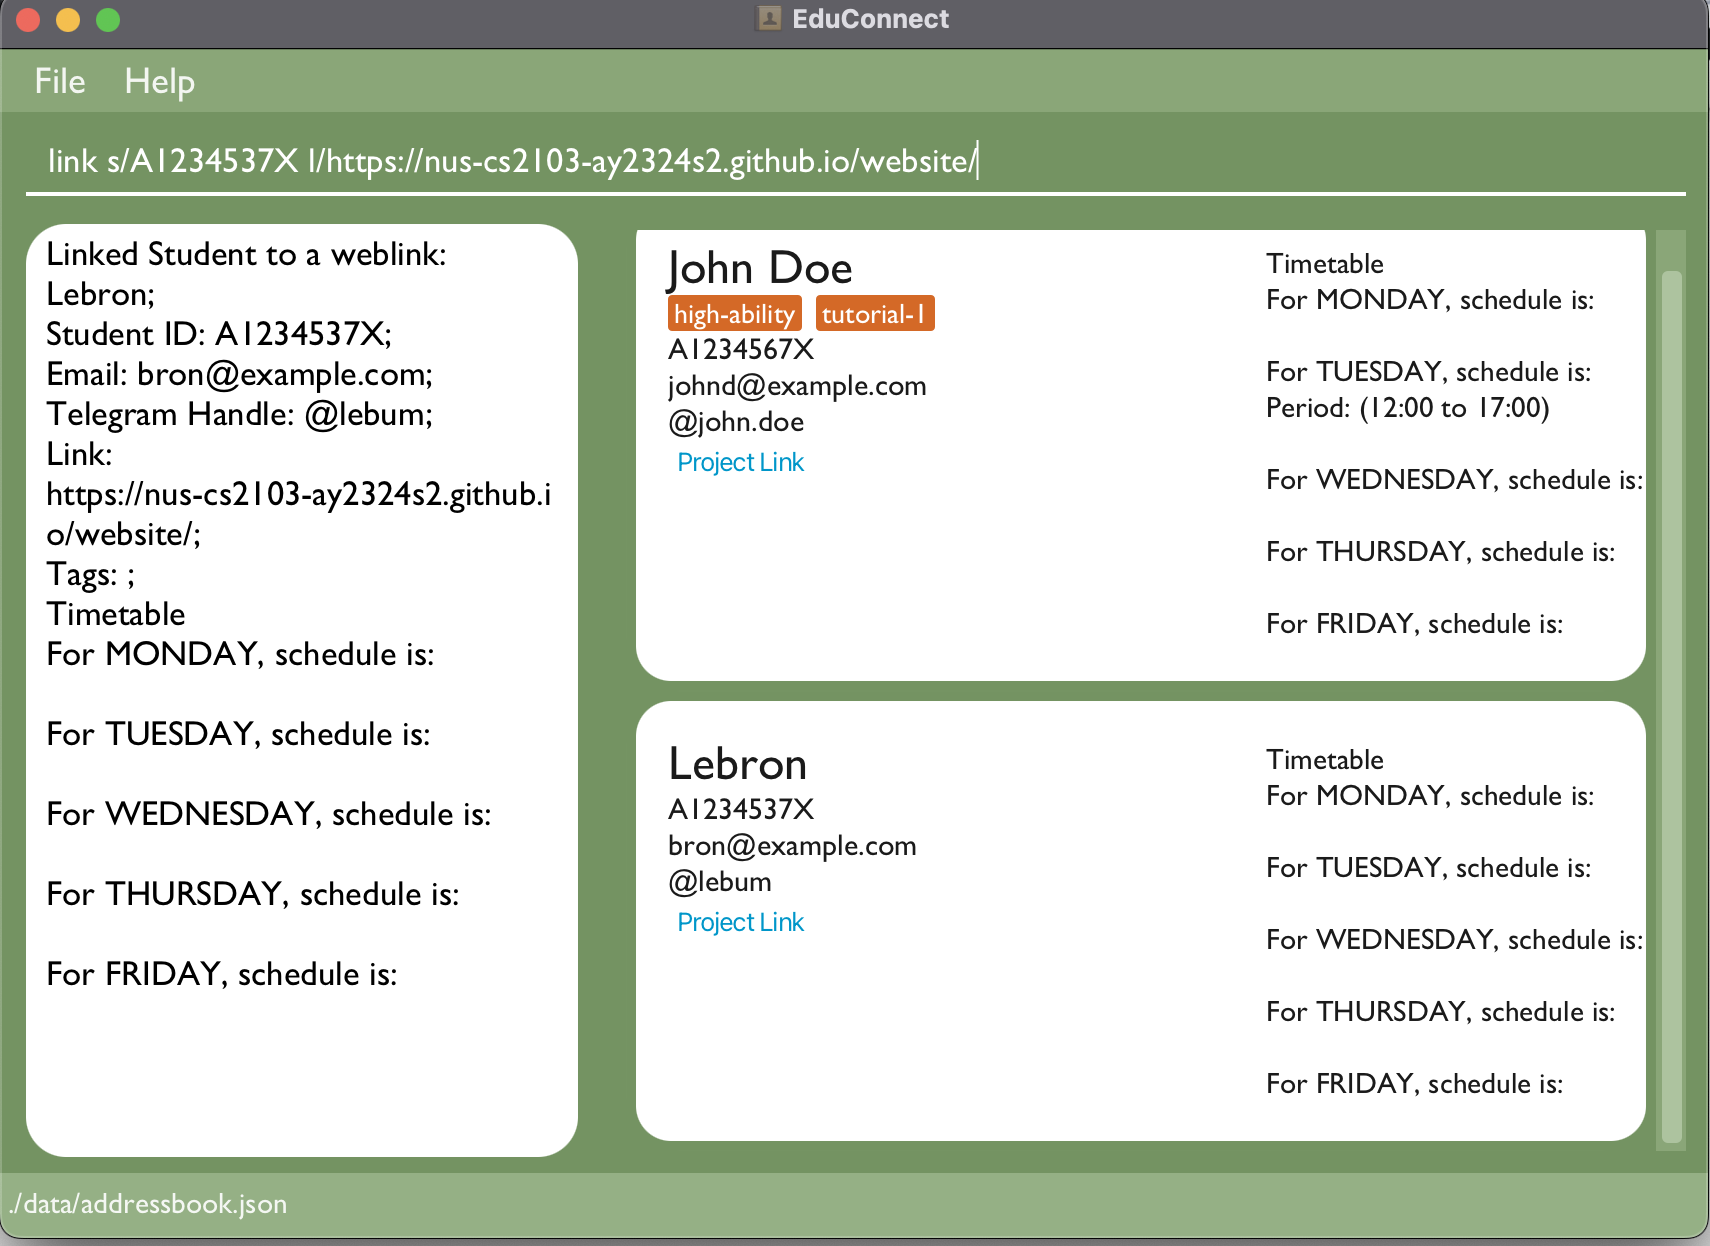 EduConnect
File Help
link s/A1234537X l/https://nus-cs2103-ay2324s2.github.io/website/
Linked Student to a weblink:
Lebron;
Student ID: A1234537X;
Email: bron@example.com;
Telegram Handle: @lebum;
Link:
https://nus-cs2103-ay2324s2.github.i
o/website/;
Tags: ;
Timetable
For MONDAY, schedule is:
For TUESDAY, schedule is:
For WEDNESDAY, schedule is:
For THURSDAY, schedule is:
For FRIDAY, schedule is:
John Doe
high-ability tutorial-1
A1234567X
johnd@example.com
@john.doe
Project Link
Timetable
For MONDAY, schedule is:
For TUESDAY, schedule is:
Period: (12:00 to 17:00)
For WEDNESDAY, schedule is:
For THURSDAY, schedule is:
For FRIDAY, schedule is:
Lebron
A1234537X
bron@example.com
@lebum
Project Link
Timetable
For MONDAY, schedule is:
For TUESDAY, schedule is:
For WEDNESDAY, schedule is:
For THURSDAY, schedule is:
For FRIDAY, schedule is:
./data/addressbook.json